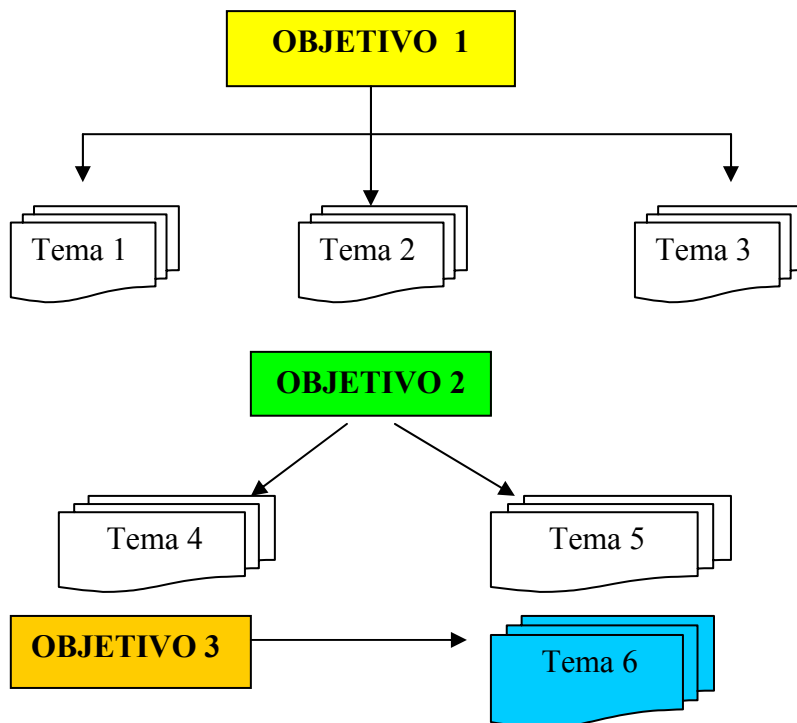 OBJETIVO 1
Tema 1
Tema 2
Tema 3
OBJETIVO 2
Tema 4
Tema 5
OBJETIVO 3
Tema 6